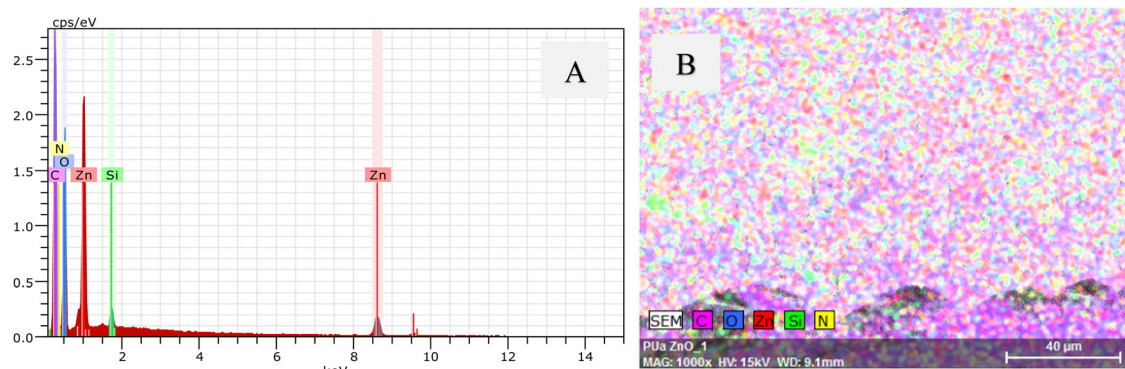 cps/eV
A
2.5
2.0
1.5
1.0
0.5
0.0
N
O
C Zn Si Zn
2 4 6 8 10 12 14
keV
B
SEM C O Zn Si N
PUa ZnO_1
MAG: 1000x HV: 15kV WD: 9.1mm
40 µm